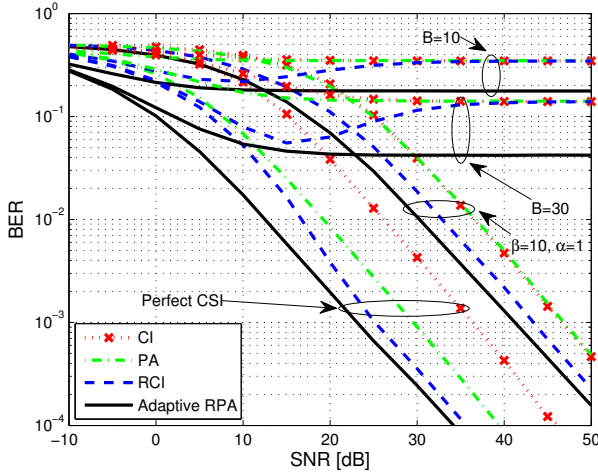 10^0
10^-1
10^-2
10^-3
10^-4
BER
B=10
B=30
β=10, α=1
Perfect CSI
CI
PA
RCI
Adaptive RPA
-10 0 10 20 30 40 50
SNR [dB]